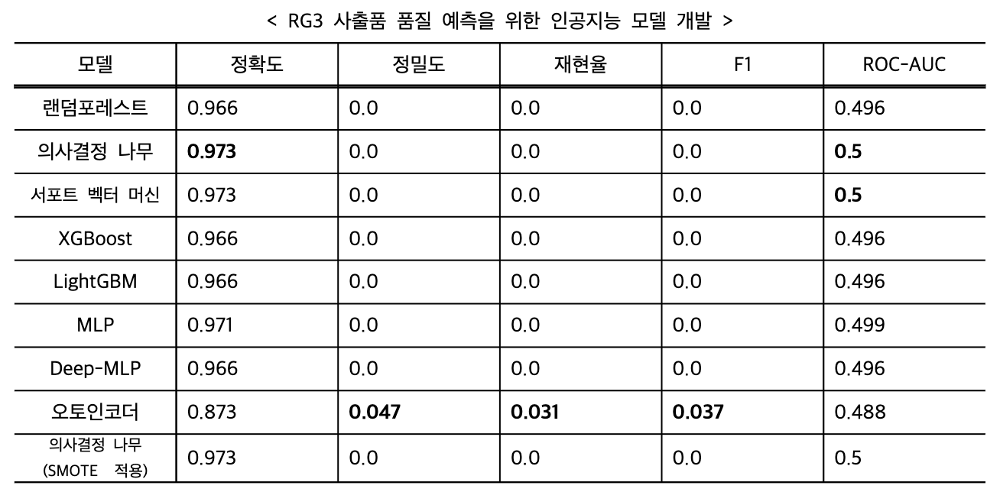 < RG3 사출품 품질 예측을 위한 인공지능 모델 개발 >
모델 정확도 정밀도 재현율 F1 ROC-AUC
랜덤포레스트 0.966 0.0 0.0 0.0 0.496
의사결정 나무 0.973 0.0 0.0 0.0 0.5
서포트 벡터 머신 0.973 0.0 0.0 0.0 0.5
XGBoost 0.966 0.0 0.0 0.0 0.496
LightGBM 0.966 0.0 0.0 0.0 0.496
MLP 0.971 0.0 0.0 0.0 0.499
Deep-MLP 0.966 0.0 0.0 0.0 0.496
오토인코더 0.873 0.047 0.031 0.037 0.488
의사결정 나무
(SMOTE 적용) 0.973 0.0 0.0 0.0 0.5